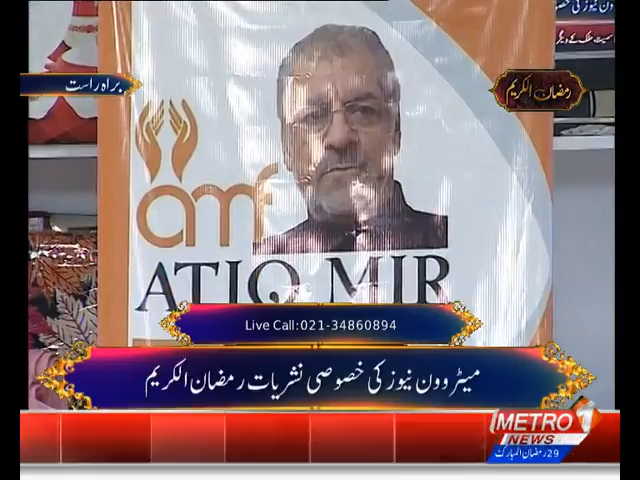 براہ راست
رمضان الکریم
amf
ATIQ MIR
Live Call:021-34860894
میٹرو ون نیوز کی خصوصی نشریات رمضان الکریم
METRO 1
NEWS
29 رمضان المبارک